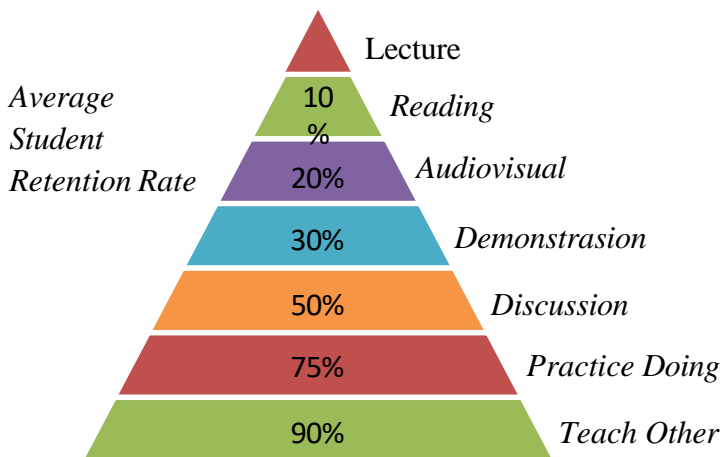 Lecture
Average
Student
Retention Rate
10
%
Reading
20%
Audiovisual
30%
Demonstrasion
50%
Discussion
75%
Practice Doing
90%
Teach Other